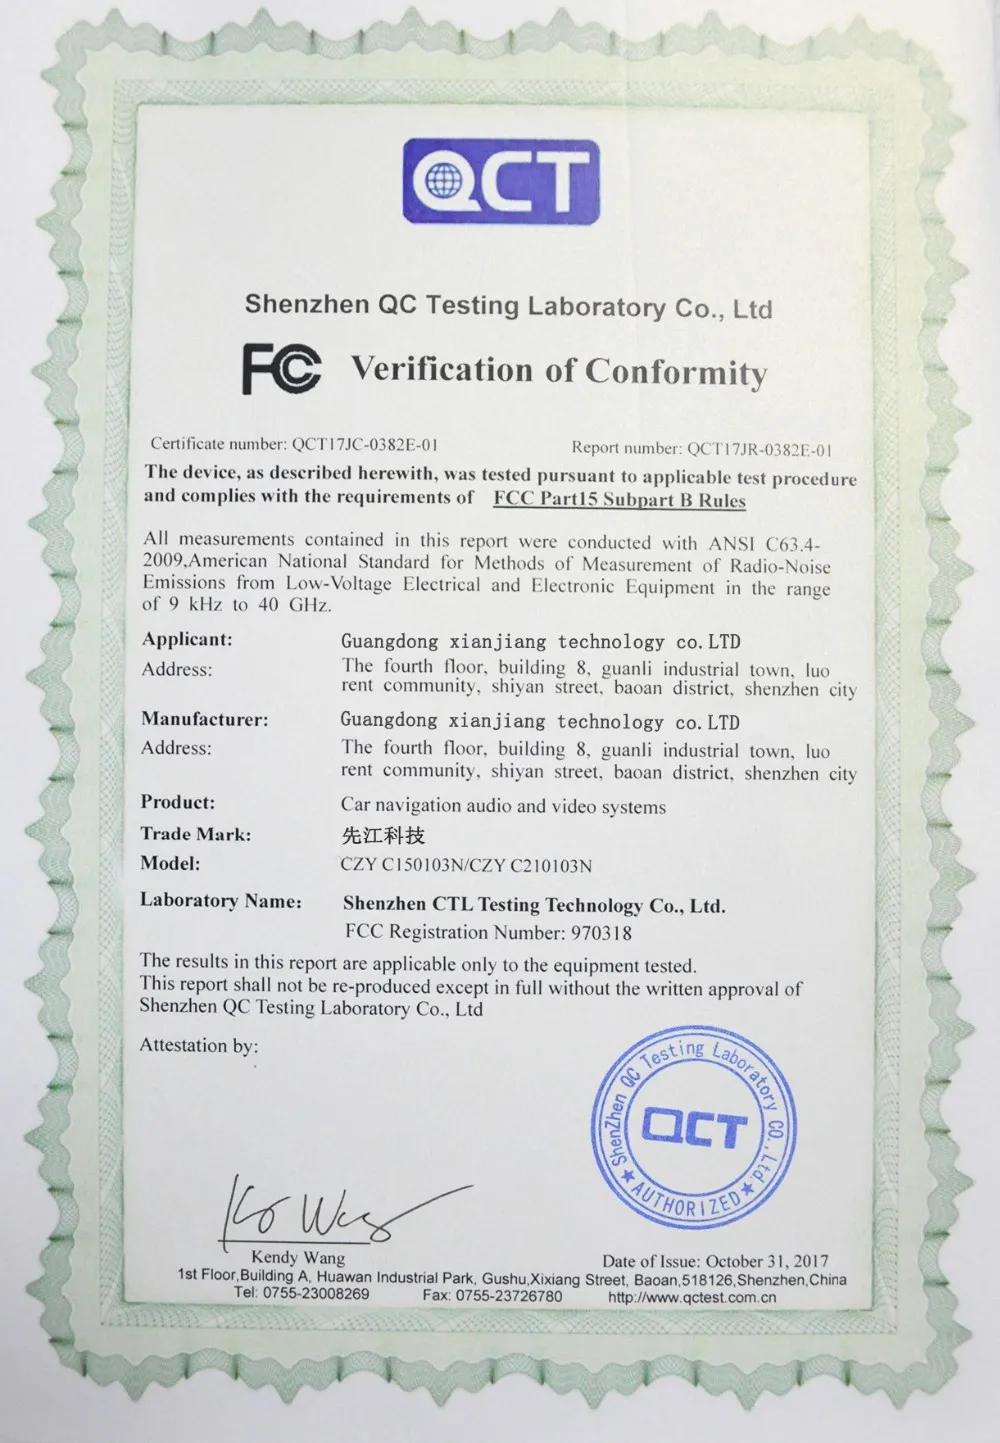 QCT
Shenzhen QC Testing Laboratory Co., Ltd
FC Verification of Conformity
Certificate number: QCT17JC-0382E-01 Report number: QCT17JR-0382E-01
The device, as described herewith, was tested pursuant to applicable test procedure
and complies with the requirements of FCC Part15 Subpart B Rules
All measurements contained in this report were conducted with ANSI C63.4-
2009,American National Standard for Methods of Measurement of Radio-Noise
Emissions from Low-Voltage Electrical and Electronic Equipment in the range
of 9 kHz to 40 GHz.
Applicant: Guangdong xianjiang technology co.LTD
Address: The fourth floor, building 8, guanli industrial town, luo
rent community, shiyan street, baoan district, shenzhen city
Manufacturer: Guangdong xianjiang technology co.LTD
Address: The fourth floor, building 8, guanli industrial town, luo
rent community, shiyan street, baoan district, shenzhen city
Product: Car navigation audio and video systems
Trade Mark: 先江科技
Model: CZY C150103N/CZY C210103N
Laboratory Name: Shenzhen CTL Testing Technology Co., Ltd.
FCC Registration Number: 970318
The results in this report are applicable only to the equipment tested.
This report shall not be re-produced except in full without the written approval of
Shenzhen QC Testing Laboratory Co., Ltd
Attestation by:
ShenZhen QC Testing Laboratory CO., Ltd.
QCT
★ AUTHORIZED ★
Kendy Wang Date of Issue: October 31, 2017
1st Floor,Building A, Huawan Industrial Park, Gushu,Xixiang Street, Baoan,518126,Shenzhen,China
Tel: 0755-23008269 Fax: 0755-23726780 http://www.qctest.com.cn